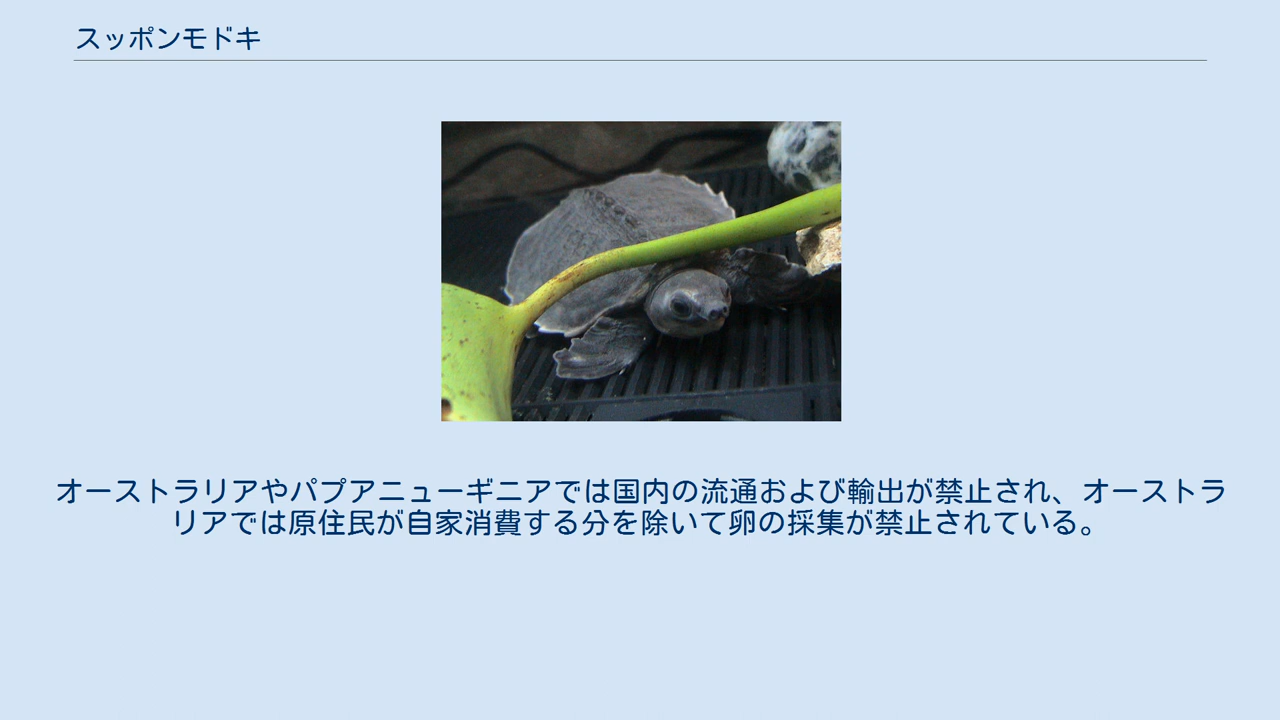 スッポンモドキ
オーストラリアやパプアニューギニアでは国内の流通および輸出が禁止され、オーストラ
リアでは原住民が自家消費する分を除いて卵の採集が禁止されている。